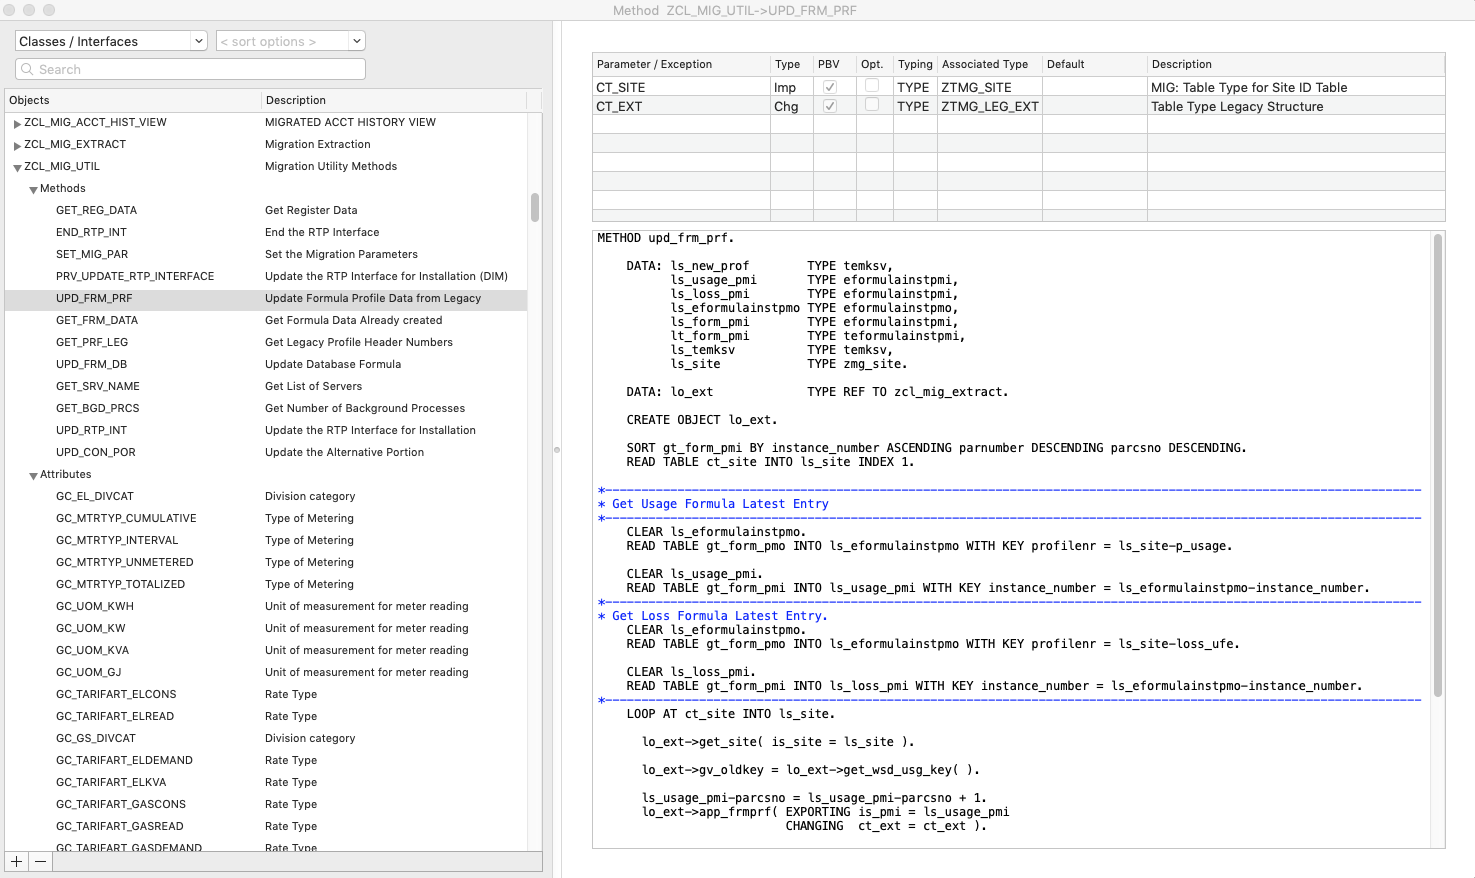 Method  ZCL_MIG_UTIL->UPD_FRM_PRF
Classes / Interfaces
< sort options >
Search
Objects Description
ZCL_MIG_ACCT_HIST_VIEW MIGRATED ACCT HISTORY VIEW
ZCL_MIG_EXTRACT Migration Extraction
ZCL_MIG_UTIL Migration Utility Methods
Methods
GET_REG_DATA Get Register Data
END_RTP_INT End the RTP Interface
SET_MIG_PAR Set the Migration Parameters
PRV_UPDATE_RTP_INTERFACE Update the RTP Interface for Installation (DIM)
UPD_FRM_PRF Update Formula Profile Data from Legacy
GET_FRM_DATA Get Formula Data Already created
GET_PRF_LEG Get Legacy Profile Header Numbers
UPD_FRM_DB Update Database Formula
GET_SRV_NAME Get List of Servers
GET_BGD_PRCS Get Number of Background Processes
UPD_RTP_INT Update the RTP Interface for Installation
UPD_CON_POR Update the Alternative Portion
Attributes
GC_EL_DIVCAT Division category
GC_MTRTYP_CUMULATIVE Type of Metering
GC_MTRTYP_INTERVAL Type of Metering
GC_MTRTYP_UNMETERED Type of Metering
GC_MTRTYP_TOTALIZED Type of Metering
GC_UOM_KWH Unit of measurement for meter reading
GC_UOM_KW Unit of measurement for meter reading
GC_UOM_KVA Unit of measurement for meter reading
GC_UOM_GJ Unit of measurement for meter reading
GC_TARIFART_ELCONS Rate Type
GC_TARIFART_ELREAD Rate Type
GC_GS_DIVCAT Division category
GC_TARIFART_ELDEMAND Rate Type
GC_TARIFART_ELKVA Rate Type
GC_TARIFART_GASCONS Rate Type
GC_TARIFART_GASREAD Rate Type
GC_TARIFART_GASDEMAND Rate Type
Parameter / Exception Type PBV Opt. Typing Associated Type Default Description
CT_SITE Imp TYPE ZTMG_SITE MIG: Table Type for Site ID Table
CT_EXT Chg TYPE ZTMG_LEG_EXT Table Type Legacy Structure
METHOD upd_frm_prf.
DATA: ls_new_prof TYPE temksv,
ls_usage_pmi TYPE eformulainstpmi,
ls_loss_pmi TYPE eformulainstpmi,
ls_eformulainstpmo TYPE eformulainstpmo,
ls_form_pmi TYPE eformulainstpmi,
lt_form_pmi TYPE teformulainstpmi,
ls_temksv TYPE temksv,
ls_site TYPE zmg_site.
DATA: lo_ext TYPE REF TO zcl_mig_extract.
CREATE OBJECT lo_ext.
SORT gt_form_pmi BY instance_number ASCENDING parnumber DESCENDING parcsno DESCENDING.
READ TABLE ct_site INTO ls_site INDEX 1.
*----------------------------------------------------------------------------------------------------------------
* Get Usage Formula Latest Entry
*----------------------------------------------------------------------------------------------------------------
CLEAR ls_eformulainstpmo.
READ TABLE gt_form_pmo INTO ls_eformulainstpmo WITH KEY profilenr = ls_site-p_usage.
CLEAR ls_usage_pmi.
READ TABLE gt_form_pmi INTO ls_usage_pmi WITH KEY instance_number = ls_eformulainstpmo-instance_number.
*----------------------------------------------------------------------------------------------------------------
* Get Loss Formula Latest Entry.
CLEAR ls_eformulainstpmo.
READ TABLE gt_form_pmo INTO ls_eformulainstpmo WITH KEY profilenr = ls_site-loss_ufe.
CLEAR ls_loss_pmi.
READ TABLE gt_form_pmi INTO ls_loss_pmi WITH KEY instance_number = ls_eformulainstpmo-instance_number.
*----------------------------------------------------------------------------------------------------------------
LOOP AT ct_site INTO ls_site.
lo_ext->get_site( is_site = ls_site ).
lo_ext->gv_oldkey = lo_ext->get_wsd_usg_key( ).
ls_usage_pmi-parcsno = ls_usage_pmi-parcsno + 1.
lo_ext->app_frmprf( EXPORTING is_pmi = ls_usage_pmi
CHANGING  ct_ext = ct_ext ).